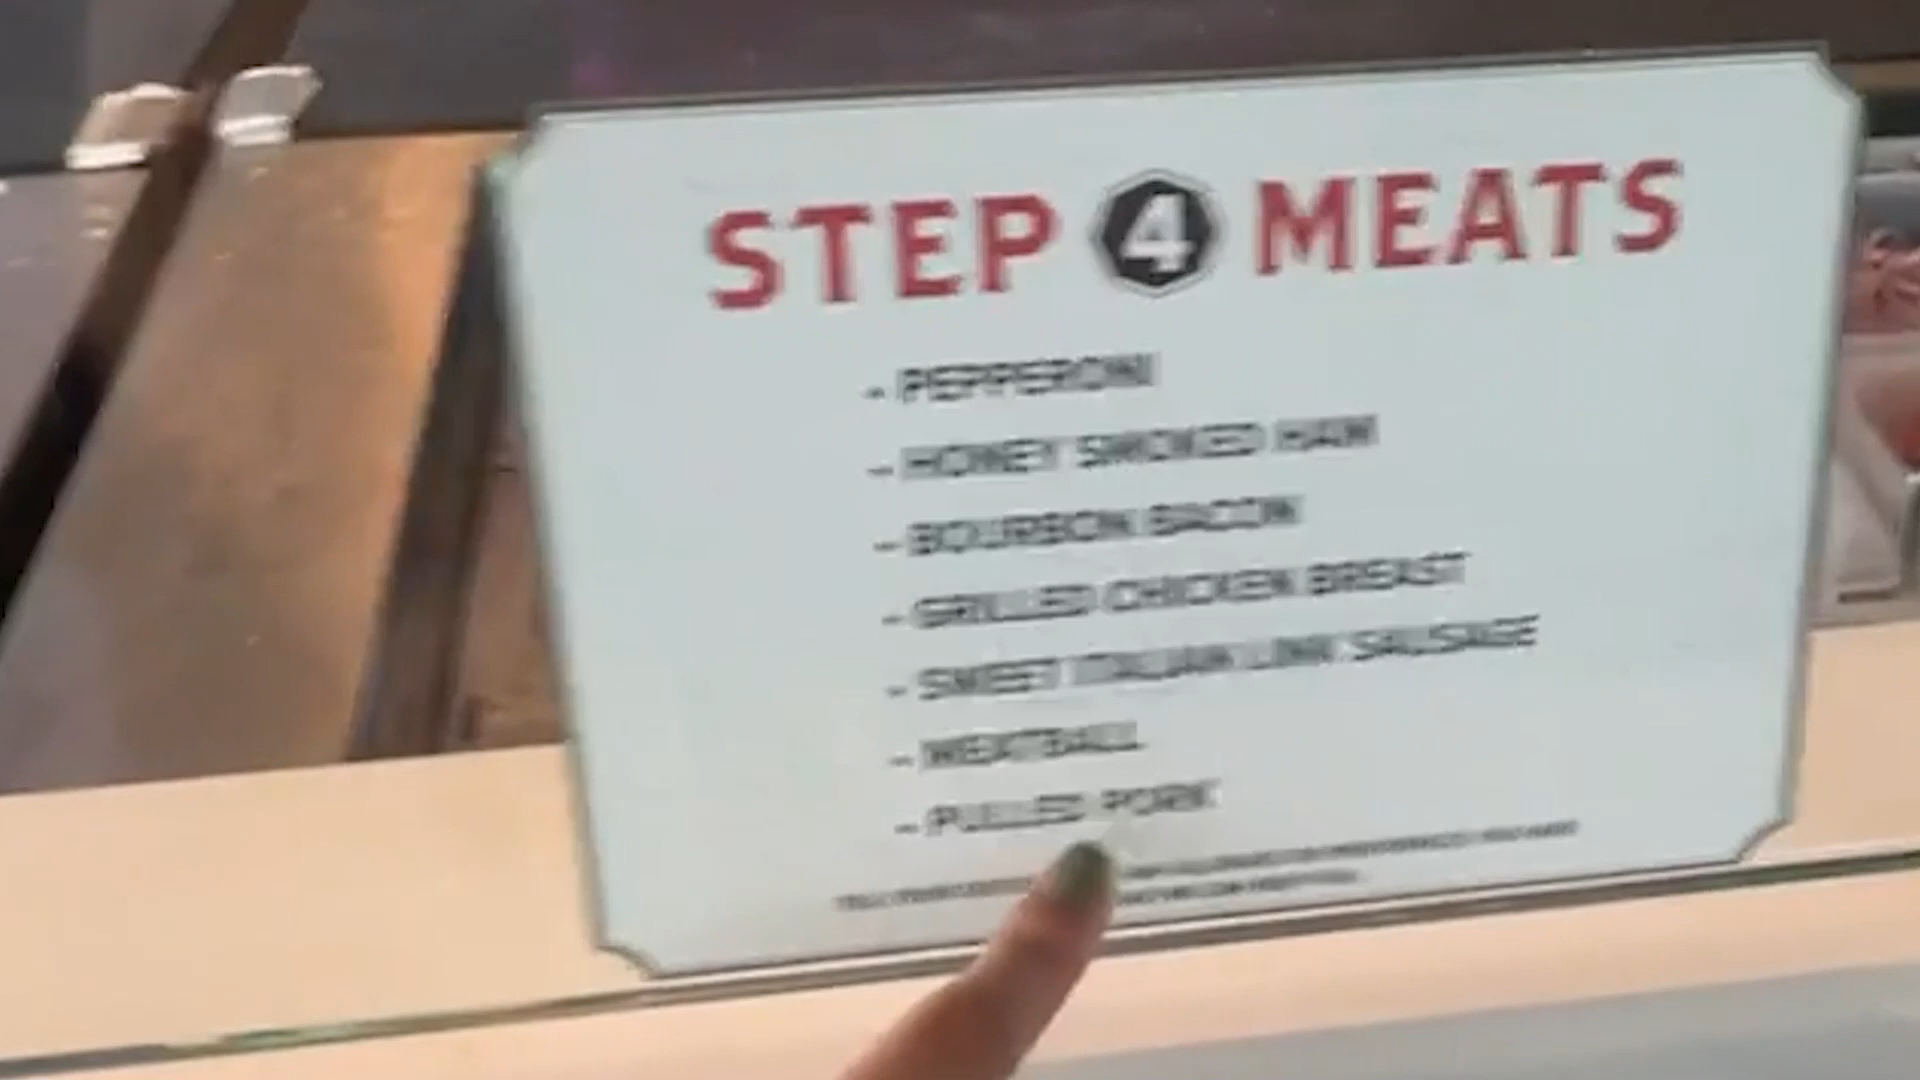 STEP 4 MEATS
- PEPPERONI
- HONEY SMOKED HAM
- BOURBON BACON
- GRILLED CHICKEN BREAST
- SWEET ITALIAN LINK SAUSAGE
- MEATBALL
- PULLED PORK